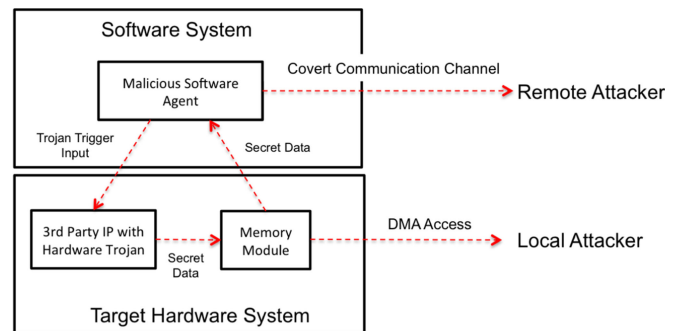 Software System
Covert Communication Channel
Malicious Software
Agent
Remote Attacker
Trojan Trigger
Input
Secret Data
3rd Party IP with
Hardware Trojan
Secret
Data
Memory
Module
DMA Access
Local Attacker
Target Hardware System